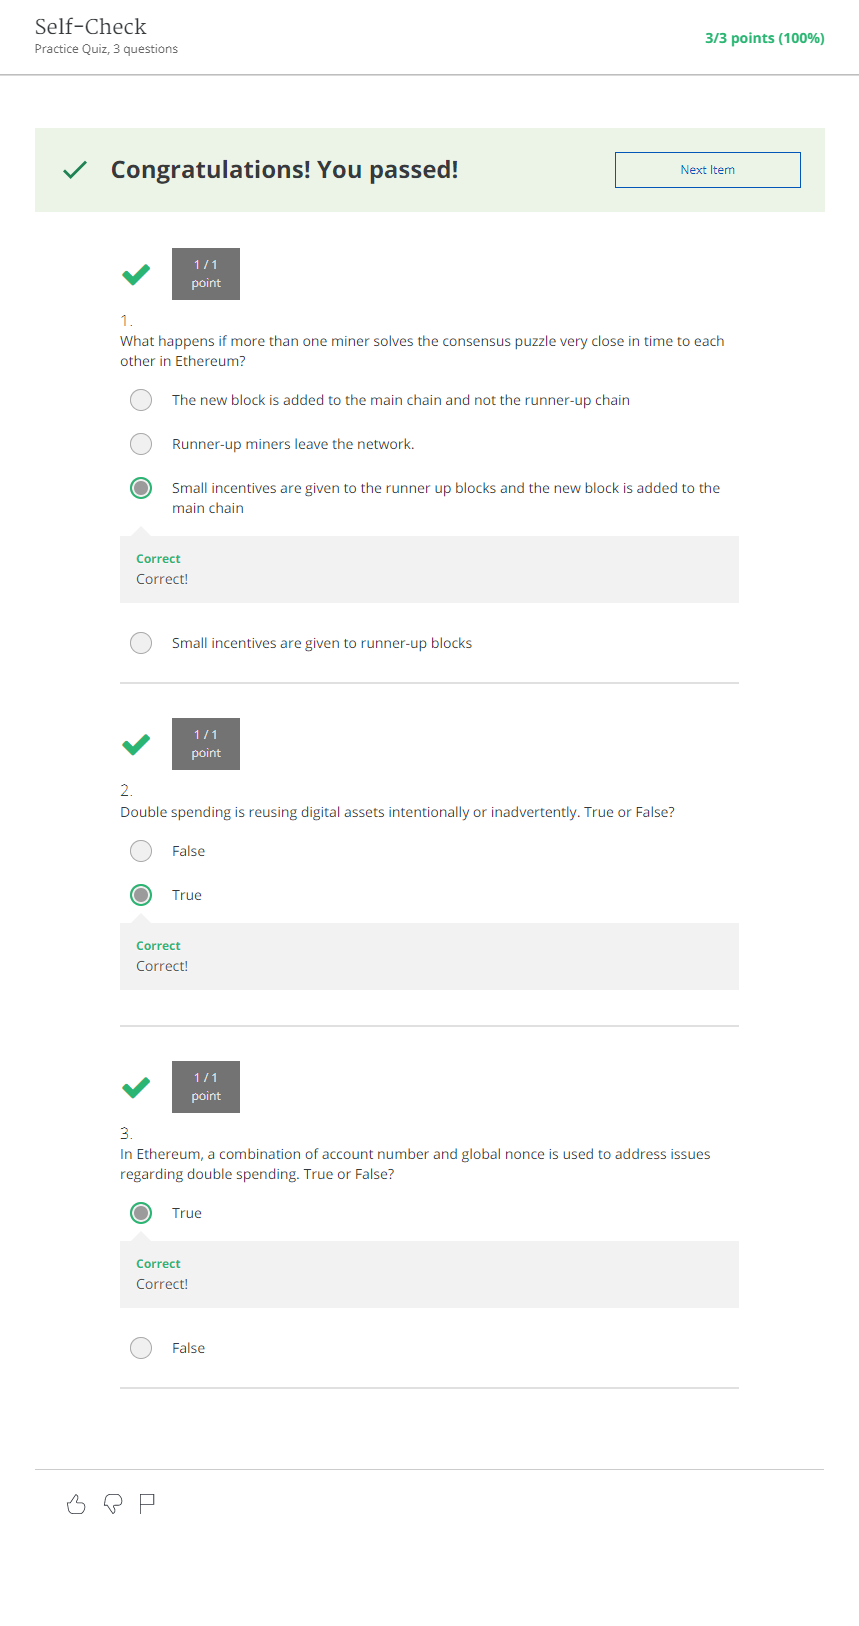 Self-Check
Practice Quiz, 3 questions
3/3 points (100%)
Congratulations! You passed!
Next Item
1 / 1
point
1.
What happens if more than one miner solves the consensus puzzle very close in time to each
other in Ethereum?
The new block is added to the main chain and not the runner-up chain
Runner-up miners leave the network.
Small incentives are given to the runner up blocks and the new block is added to the
main chain
Correct
Correct!
Small incentives are given to runner-up blocks
1 / 1
point
2.
Double spending is reusing digital assets intentionally or inadvertently. True or False?
False
True
Correct
Correct!
1 / 1
point
3.
In Ethereum, a combination of account number and global nonce is used to address issues
regarding double spending. True or False?
True
Correct
Correct!
False